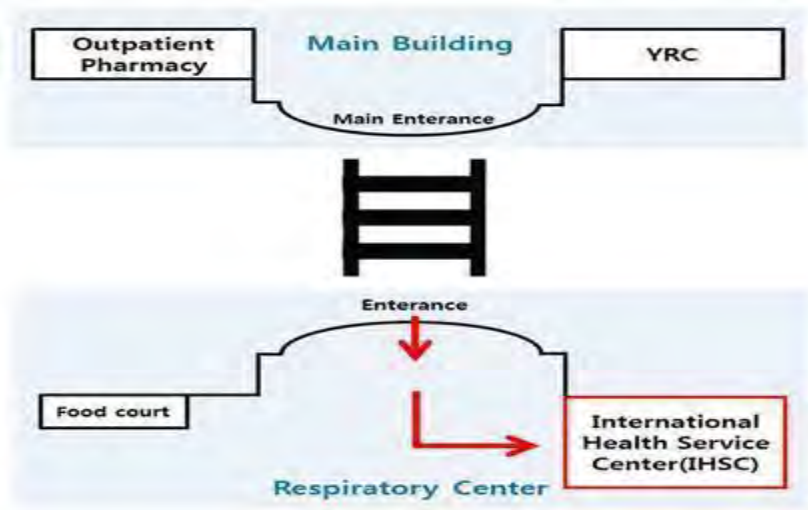 Outpatient
Pharmacy
Main Building
YRC
Main Enterance
Enterance
Food court
International
Health Service
Center(IHSC)
Respiratory Center